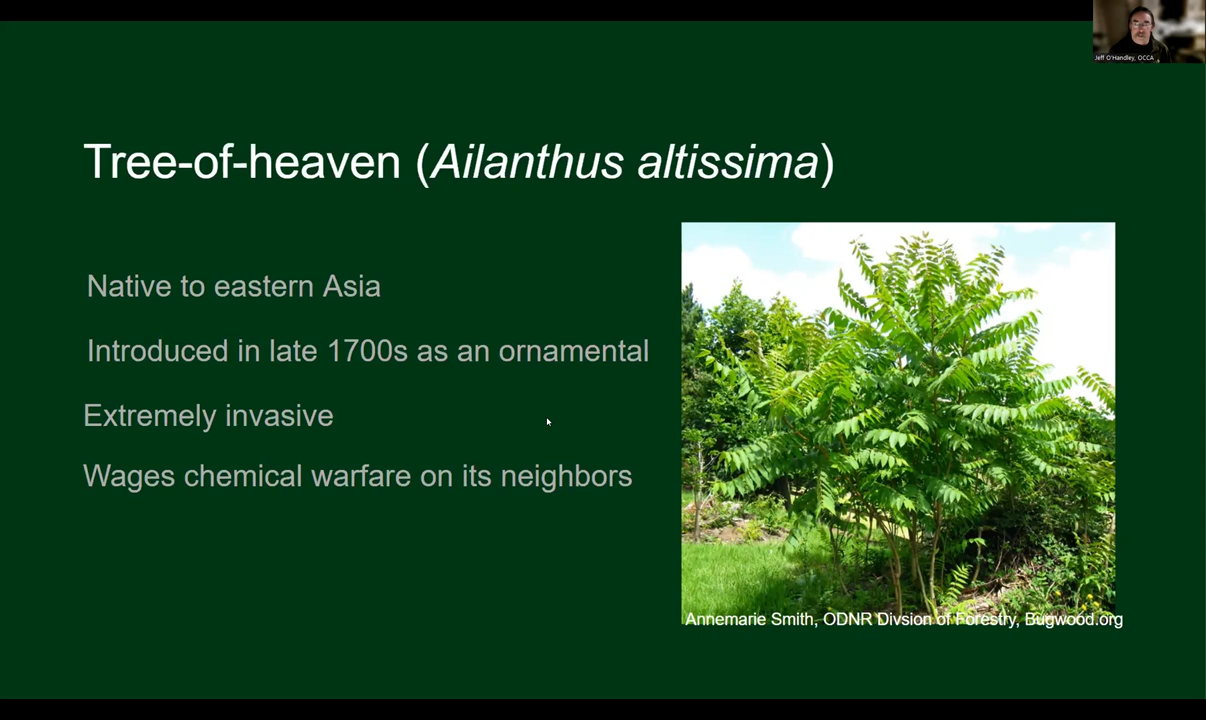 Jeff O'Handley, OCCA
Tree-of-heaven (Ailanthus altissima)
Native to eastern Asia
Introduced in late 1700s as an ornamental
Extremely invasive
Wages chemical warfare on its neighbors
Annemarie Smith, ODNR Divsion of Forestry, Bugwood.org